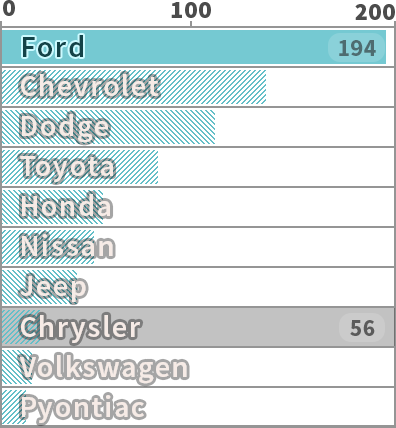 0 100 200
Ford 194
Chevrolet
Dodge
Toyota
Honda
Nissan
Jeep
Chrysler 56
Volkswagen
Pyontiac